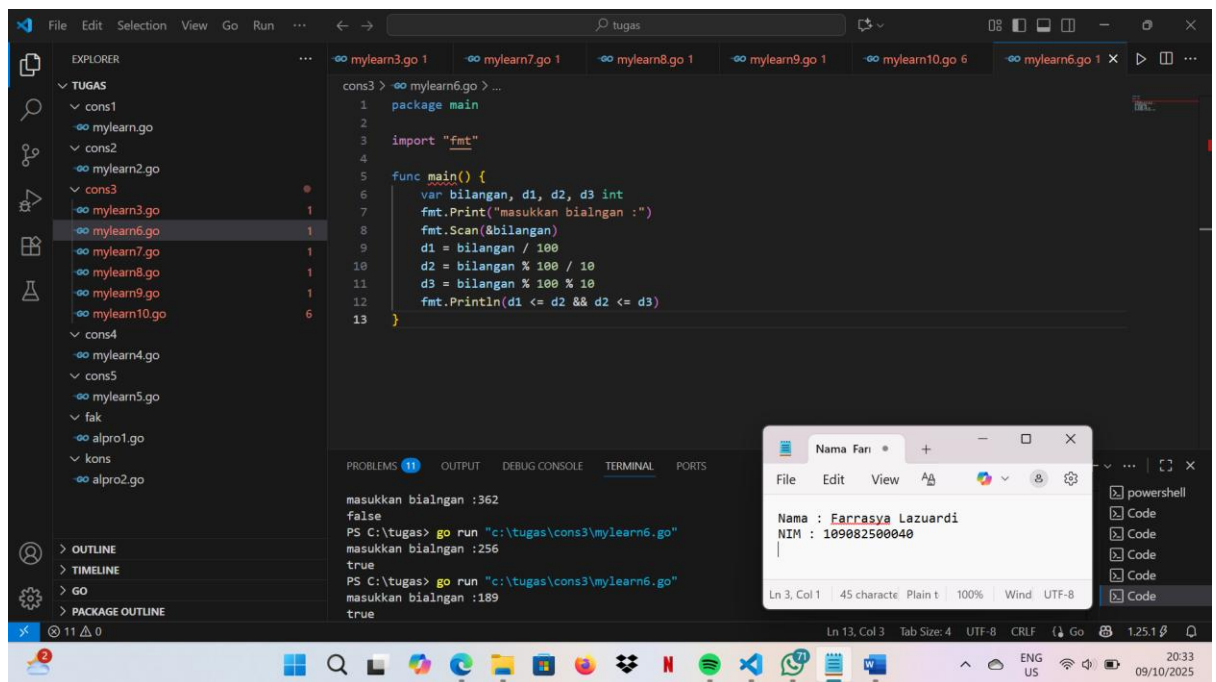 File Edit Selection View Go Run ... tugas
EXPLORER ...
TUGAS
cons1
mylearn.go
cons2
mylearn2.go
cons3
mylearn3.go 1
mylearn6.go 1
mylearn7.go 1
mylearn8.go 1
mylearn9.go 1
mylearn10.go 6
cons4
mylearn4.go
cons5
mylearn5.go
fak
alpro1.go
kons
alpro2.go
OUTLINE
TIMELINE
GO
PACKAGE OUTLINE
mylearn3.go 1 mylearn7.go 1 mylearn8.go 1 mylearn9.go 1 mylearn10.go 6 mylearn6.go 1
cons3 > mylearn6.go > ...
1 package main
2
3 import "fmt"
4
5 func main() {
6 var bilangan, d1, d2, d3 int
7 fmt.Print("masukkan bialngan :")
8 fmt.Scan(&bilangan)
9 d1 = bilangan / 100
10 d2 = bilangan % 100 / 10
11 d3 = bilangan % 100 % 10
12 fmt.Println(d1 <= d2 && d2 <= d3)
13 }
PROBLEMS 11 OUTPUT DEBUG CONSOLE TERMINAL PORTS
masukkan bialngan :362
false
PS C:\tugas> go run "c:\tugas\cons3\mylearn6.go"
masukkan bialngan :256
true
PS C:\tugas> go run "c:\tugas\cons3\mylearn6.go"
masukkan bialngan :189
true
powershell
Code
Code
Code
Code
Code
Nama Fari
File Edit View
Nama : Farrasya Lazuardi
NIM : 109082500040
Ln 3, Col 1 45 characte Plain t 100% Wind UTF-8
11 0 Ln 13, Col 3 Tab Size: 4 UTF-8 CRLF Go 1.25.1
2 71 ENG 20:33
US 09/10/2025